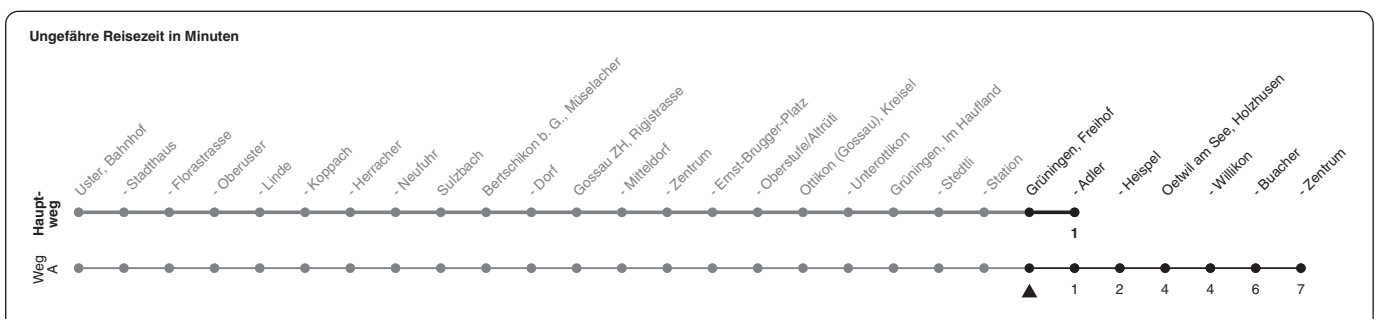 Ungefähre Reisezeit in Minuten
Uster, Bahnhof
- Stadthaus
- Florastrasse
- Oberuster
- Linde
- Koppach
- Herracher
- Neufuhr
Sulzbach
Bertschikon b. G., Müselacher
- Dorf
Gossau ZH, Rigistrasse
- Mitteldorf
- Zentrum
- Ernst-Brugger-Platz
- Oberstufe/Altrüti
Ottikon (Gossau), Kreisel
- Unterottikon
Grüningen, Im Haufland
- Stedtli
- Station
Grüningen, Freihof
- Adler
- Heispel
Oetwil am See, Holzhusen
- Willikon
- Buacher
- Zentrum
Haupt-
weg
1
Weg
A
1 2 4 4 6 7